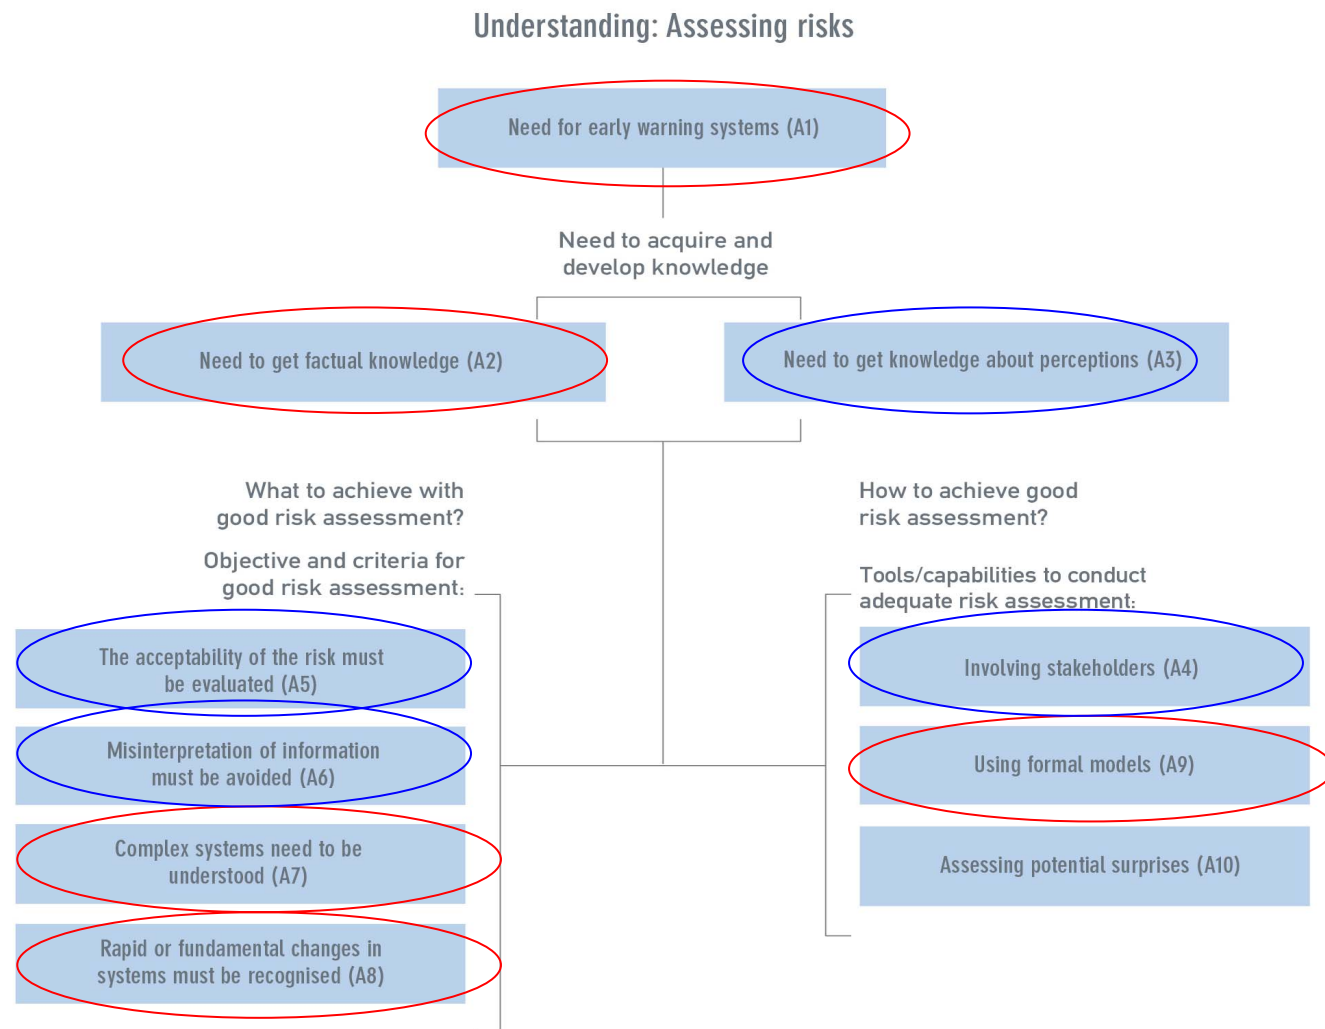 Understanding: Assessing risks
Need for early warning systems (A1)
Need to acquire and
develop knowledge
Need to get factual knowledge (A2)
Need to get knowledge about perceptions (A3)
What to achieve with
good risk assessment?
Objective and criteria for
good risk assessment:
The acceptability of the risk must
be evaluated (A5)
Misinterpretation of information
must be avoided (A6)
Complex systems need to be
understood (A7)
Rapid or fundamental changes in
systems must be recognised (A8)
How to achieve good
risk assessment?
Tools/capabilities to conduct
adequate risk assessment:
Involving stakeholders (A4)
Using formal models (A9)
Assessing potential surprises (A10)